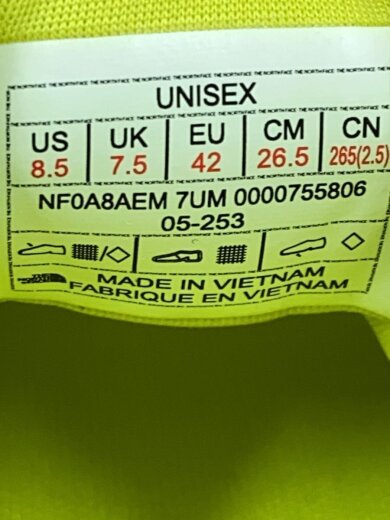 UNISEX
US UK EU CM CN
8.5 7.5 42 26.5 265(2.5)
NF0A8AEM 7UM 0000755806
05-253
MADE IN VIETNAM
FABRIQUE EN VIETNAM